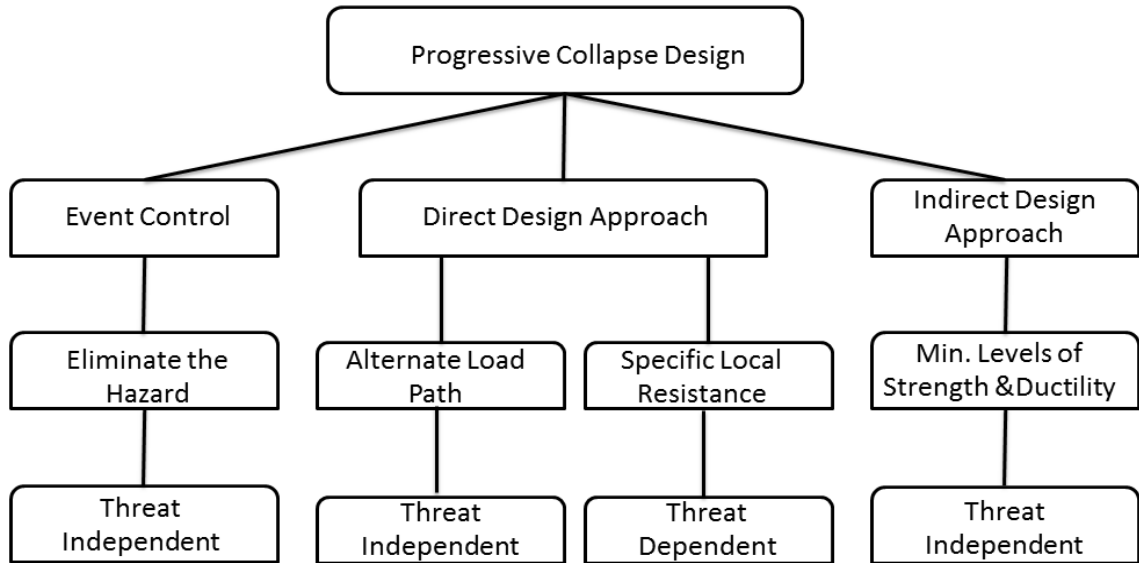 Progressive Collapse Design
Event Control
Direct Design Approach
Indirect Design
Approach
Eliminate the
Hazard
Alternate Load
Path
Specific Local
Resistance
Min. Levels of
Strength &Ductility
Threat
Independent
Threat
Independent
Threat
Dependent
Threat
Independent